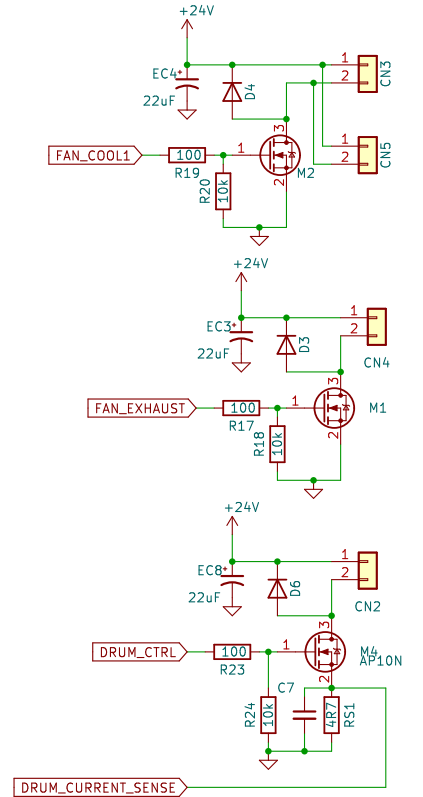 +24V
EC4+
22uF
D4
1
2
CN3
3
FAN_COOL1
100
R19
1
R20
10k
M2
2
1
2
CN5
+24V
EC3+
22uF
D3
1
2
CN4
3
FAN_EXHAUST
100
R17
1
R18
10k
M1
2
+24V
EC8+
22uF
D6
1
2
CN2
3
DRUM_CTRL
100
R23
1
M4
AP10N
2
R24
10k
C7
4R7
RS1
DRUM_CURRENT_SENSE